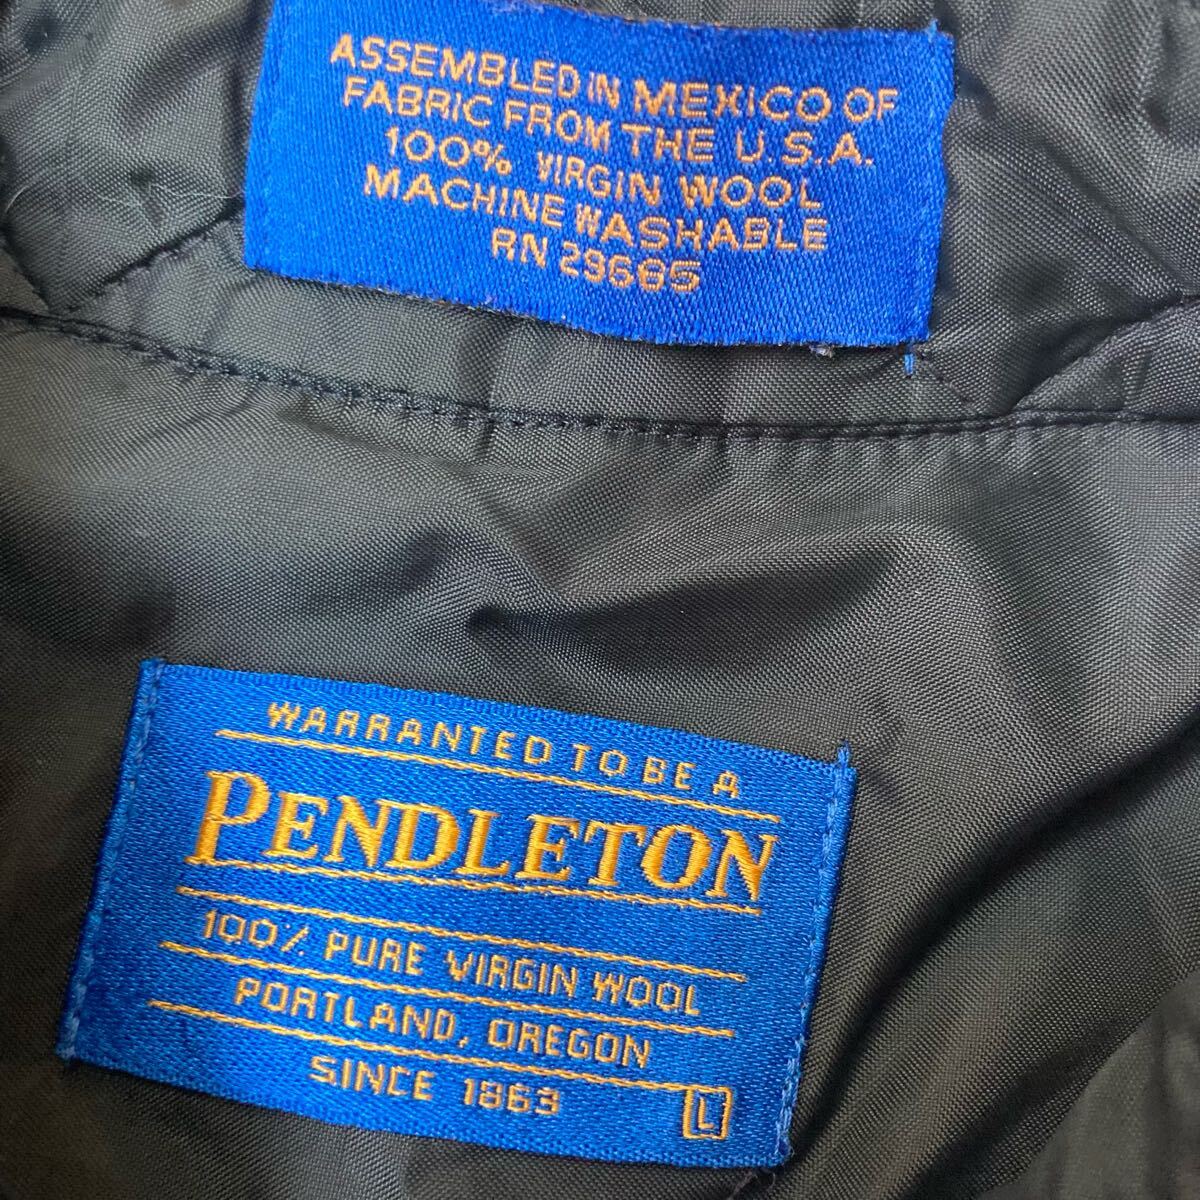 ASSEMBLED IN MEXICO OF
FABRIC FROM THE U.S.A.
100% VIRGIN WOOL
MACHINE WASHABLE
RN 29685
WARRANTED TO BE A
PENDLETON
100% PURE VIRGIN WOOL
PORTLAND, OREGON
SINCE 1863
L